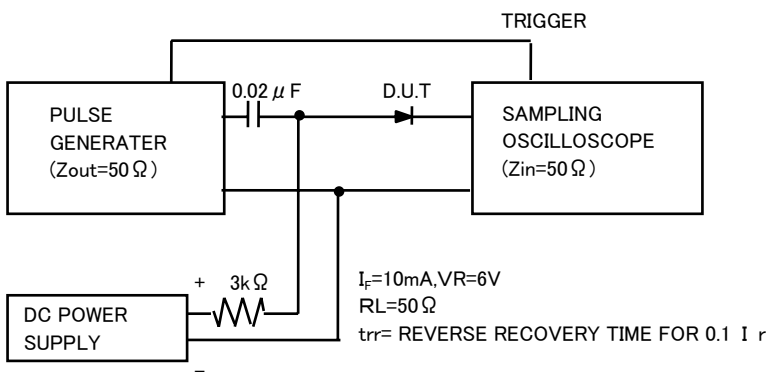 TRIGGER
0.02μF
D.U.T
PULSE
GENERATER
(Zout=50Ω)
SAMPLING
OSCILLOSCOPE
(Zin=50Ω)
+
3kΩ
DC POWER
SUPPLY
-
IF=10mA,VR=6V
RL=50Ω
trr= REVERSE RECOVERY TIME FOR 0.1 I r